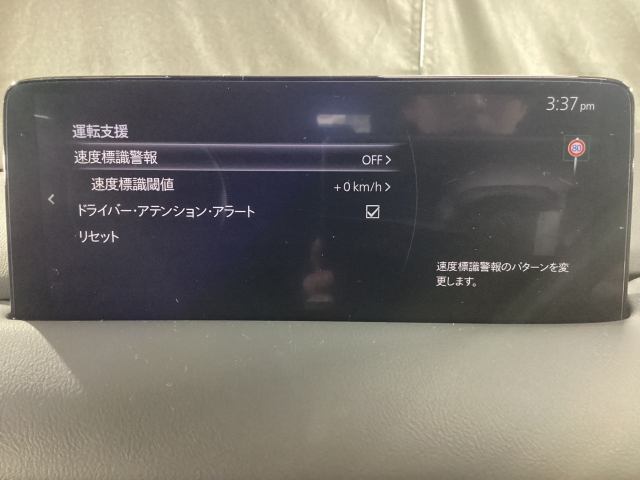 3:37 pm
運転支援
速度標識警報 OFF >
速度標識閾値 +0 km/h >
<
ドライバー・アテンション・アラート
リセット
80
速度標識警報のパターンを変
更します。